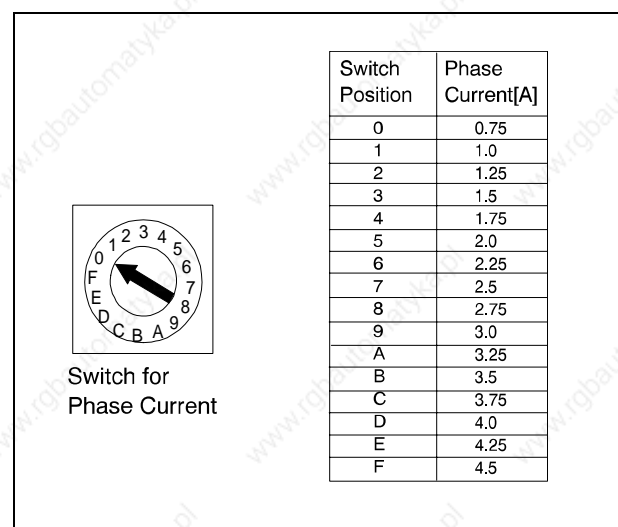 Switch Position Phase Current[A]
0 0.75
1 1.0
2 1.25
3 1.5
4 1.75
5 2.0
6 2.25
7 2.5
8 2.75
9 3.0
A 3.25
B 3.5
C 3.75
D 4.0
E 4.25
F 4.5
0 1 2 3 4 5 6 7 8 9 A B C D E F
Switch for
Phase Current
www.rgbautomatyka.pl